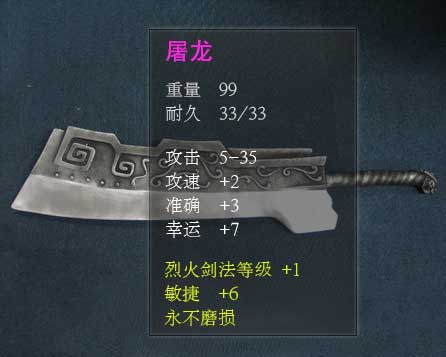 屠龙
重量 99
耐久 33/33
攻击 5-35
攻速 +2
准确 +3
幸运 +7
烈火剑法等级 +1
敏捷 +6
永不磨损